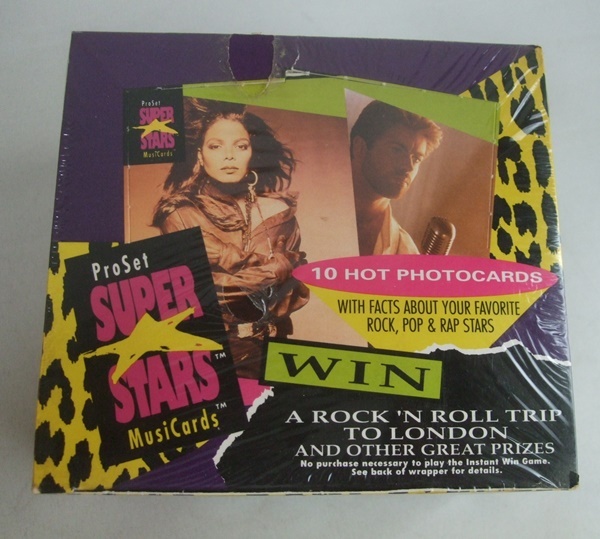 ProSet
SUPER
STARS
MusiCards
ProSet
SUPER
STARS™
MusiCards™
10 HOT PHOTOCARDS
WITH FACTS ABOUT YOUR FAVORITE
ROCK, POP & RAP STARS
WIN
A ROCK 'N ROLL TRIP
TO LONDON
AND OTHER GREAT PRIZES
No purchase necessary to play the Instant Win Game.
See back of wrapper for details.